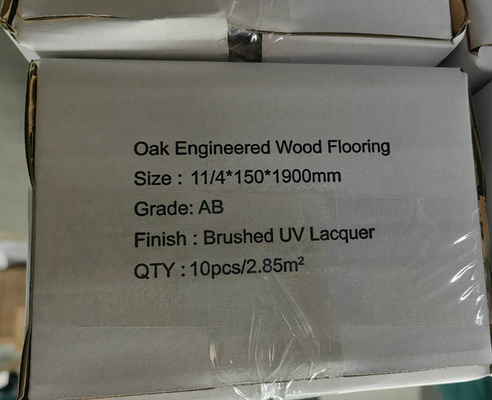 Oak Engineered Wood Flooring
Size : 11/4*150*1900mm
Grade: AB
Finish : Brushed UV Lacquer
QTY : 10pcs/2.85m²